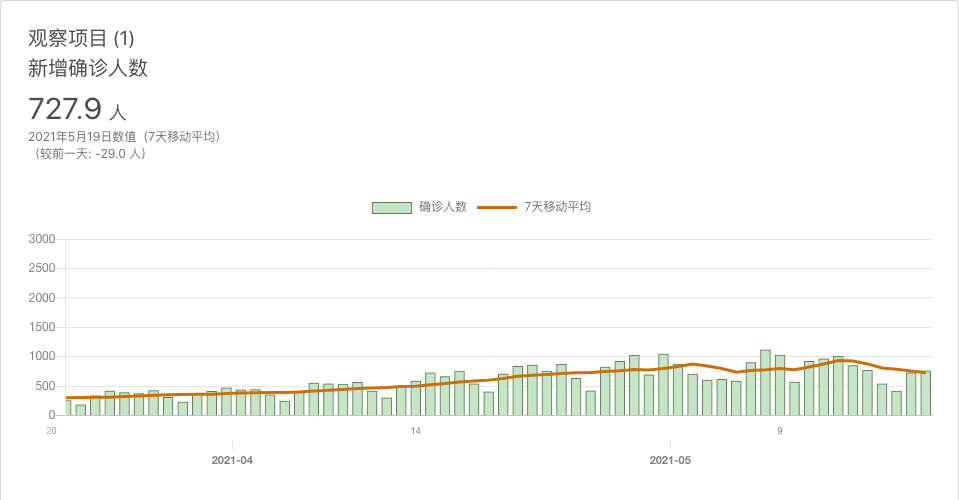 观察项目 (1)
新增确诊人数
727.9 人
2021年5月19日数值（7天移动平均）
（较前一天: -29.0 人）
确诊人数 7天移动平均
3000
2500
2000
1500
1000
500
0
20 14 9
2021-04 2021-05